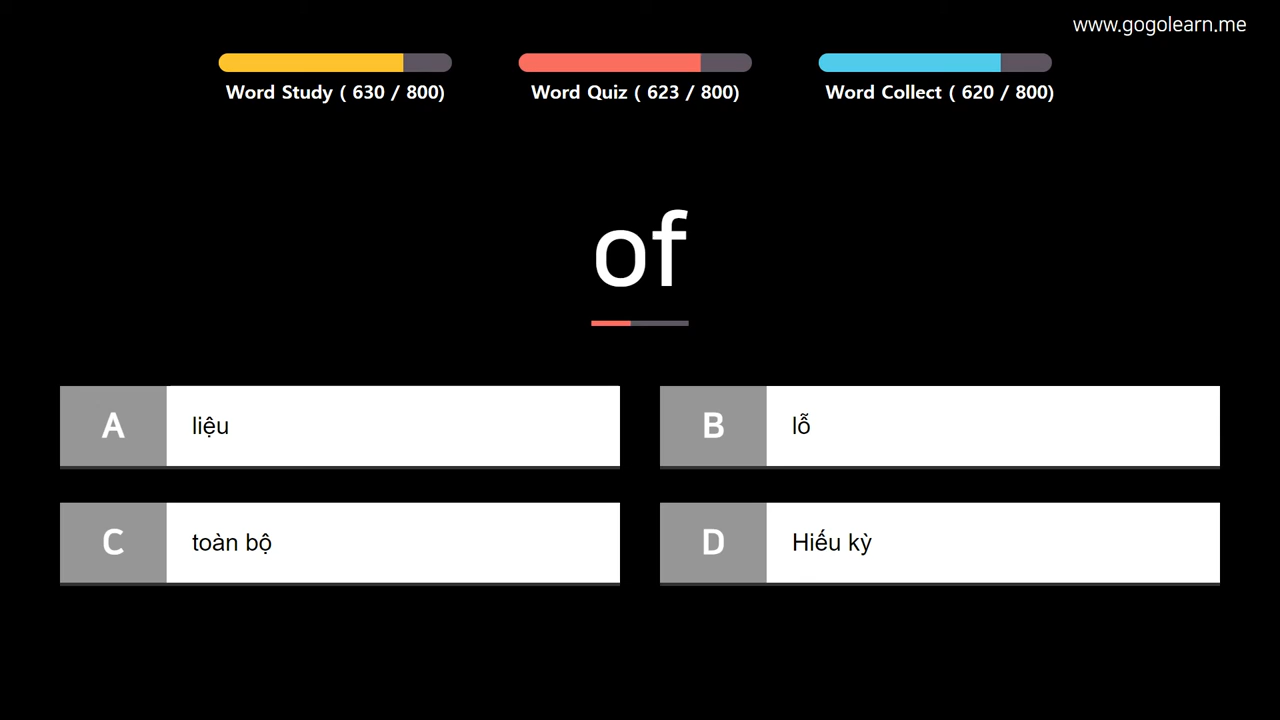 www.gogolearn.me
Word Study ( 630 / 800)
Word Quiz ( 623 / 800)
Word Collect ( 620 / 800)
of
A liệu
B lỗ
C toàn bộ
D Hiếu kỳ